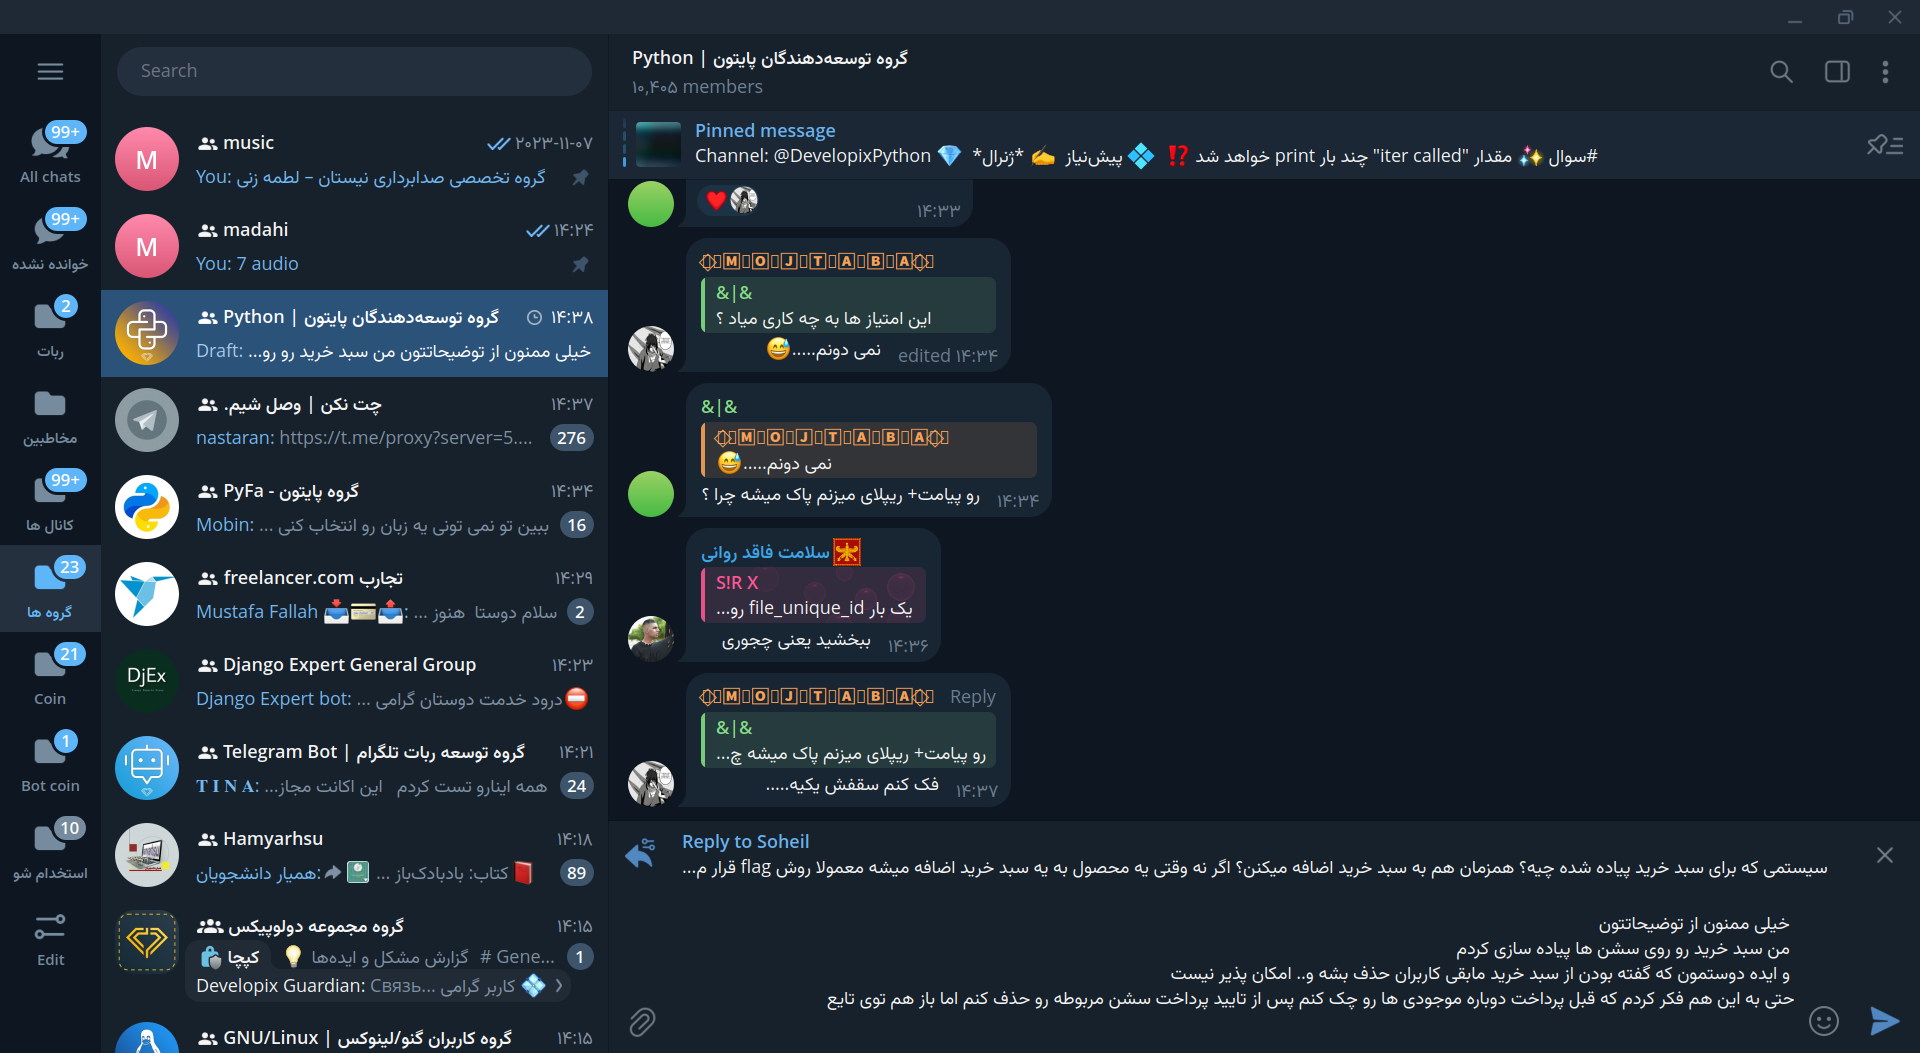 All chats
99+
خوانده نشده
99+
ربات
2
مخاطبین
کانال ها
99+
گروه ها
23
Coin
21
Bot coin
1
استخدام شو
10
Edit
Search
M
music
۲۰۲۳-۱۱-۰۷
You: گروه تخصصی صدابرداری نیستان – لطمه زنی
M
madahi
۱۴:۲۴
You: 7 audio
Python | گروه توسعه‌دهندگان پایتون
۱۴:۳۸
Draft: خیلی ممنون از توضیحاتتون من سبد خرید رو رو...
چت نکن | وصل شیم.
۱۴:۳۷
nastaran: https://t.me/proxy?server=5....
276
PyFa - گروه پایتون
۱۴:۳۴
Mobin: ببین تو نمی تونی یه زبان رو انتخاب کنی ...
16
freelancer.com تجارب
۱۴:۲۹
Mustafa Fallah 📥💳📤: سلام دوستا هنوز ...
2
DjEx
Django Expert General Group
۱۴:۲۳
Django Expert bot: ⛔درود خدمت دوستان گرامی ...
Telegram Bot | گروه توسعه ربات تلگرام
۱۴:۲۱
T I N A: همه اینارو تست کردم این اکانت مجاز...
24
Hamyarhsu
۱۴:۱۸
همیار دانشجویان: 📕 کتاب: بادبادک‌باز ...
89
گروه مجموعه دولوپیکس
۱۴:۱۵
کپچا 💡 گزارش مشکل و ایده‌ها # Gene...
1
Developix Guardian: 💠 کاربر گرامی Связь...
GNU/Linux | گروه کاربران گنو/لینوکس
۱۴:۱۵
Python | گروه توسعه‌دهندگان پایتون
۱۰,۴۰۵ members
Pinned message
#سوال ✨ مقدار "iter called" چند بار print خواهد شد ⁉️ 💠 پیش‌نیاز ✍️ *ژنرال* 💎 Channel: @DevelopixPython
❤️
۱۴:۳۳
M O J T A B A
&|&
این امتیاز ها به چه کاری میاد ؟
نمی دونم.....😅
edited ۱۴:۳۴
&|&
M O J T A B A
نمی دونم.....😅
رو پیامت+ ریپلای میزنم پاک میشه چرا ؟
۱۴:۳۴
سلامت فاقد روانی
S!R X
یک بار file_unique_id رو...
ببخشید یعنی چجوری
۱۴:۳۶
M O J T A B A
Reply
&|&
رو پیامت+ ریپلای میزنم پاک میشه چ...
فک کنم سقفش یکیه.....
۱۴:۳۷
Reply to Soheil
سیستمی که برای سبد خرید پیاده شده چیه؟ همزمان هم به سبد خرید اضافه میکنن؟ اگر نه وقتی یه محصول به یه سبد خرید اضافه میشه معمولا روش flag قرار م...
خیلی ممنون از توضیحاتتون
من سبد خرید رو روی سشن ها پیاده سازی کردم
و ایده دوستمون که گفته بودن از سبد خرید مابقی کاربران حذف بشه و.. امکان پذیر نیست
حتی به این هم فکر کردم که قبل پرداخت دوباره موجودی ها رو چک کنم پس از تایید پرداخت سشن مربوطه رو حذف کنم اما باز هم توی تایع